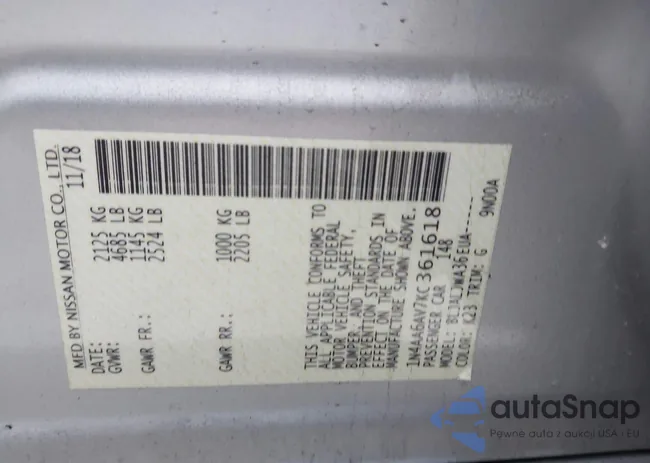 MFD BY NISSAN MOTOR CO., LTD.
DATE: 11/18
GVWR: 2125 KG
4685 LB
GAWR FR.: 1145 KG
2524 LB
GAWR RR.: 1000 KG
2205 LB
THIS VEHICLE CONFORMS TO
ALL APPLICABLE FEDERAL
MOTOR VEHICLE SAFETY,
BUMPER, AND THEFT
PREVENTION STANDARDS IN
EFFECT ON THE DATE OF
MANUFACTURE SHOWN ABOVE.
1N4AA6AV7KC361618
PASSENGER CAR 148
MODEL: EUA-----
COLOR: K23 TRIM: G 9N00A
autaSnap
Pewne auta z aukcji USA - EU